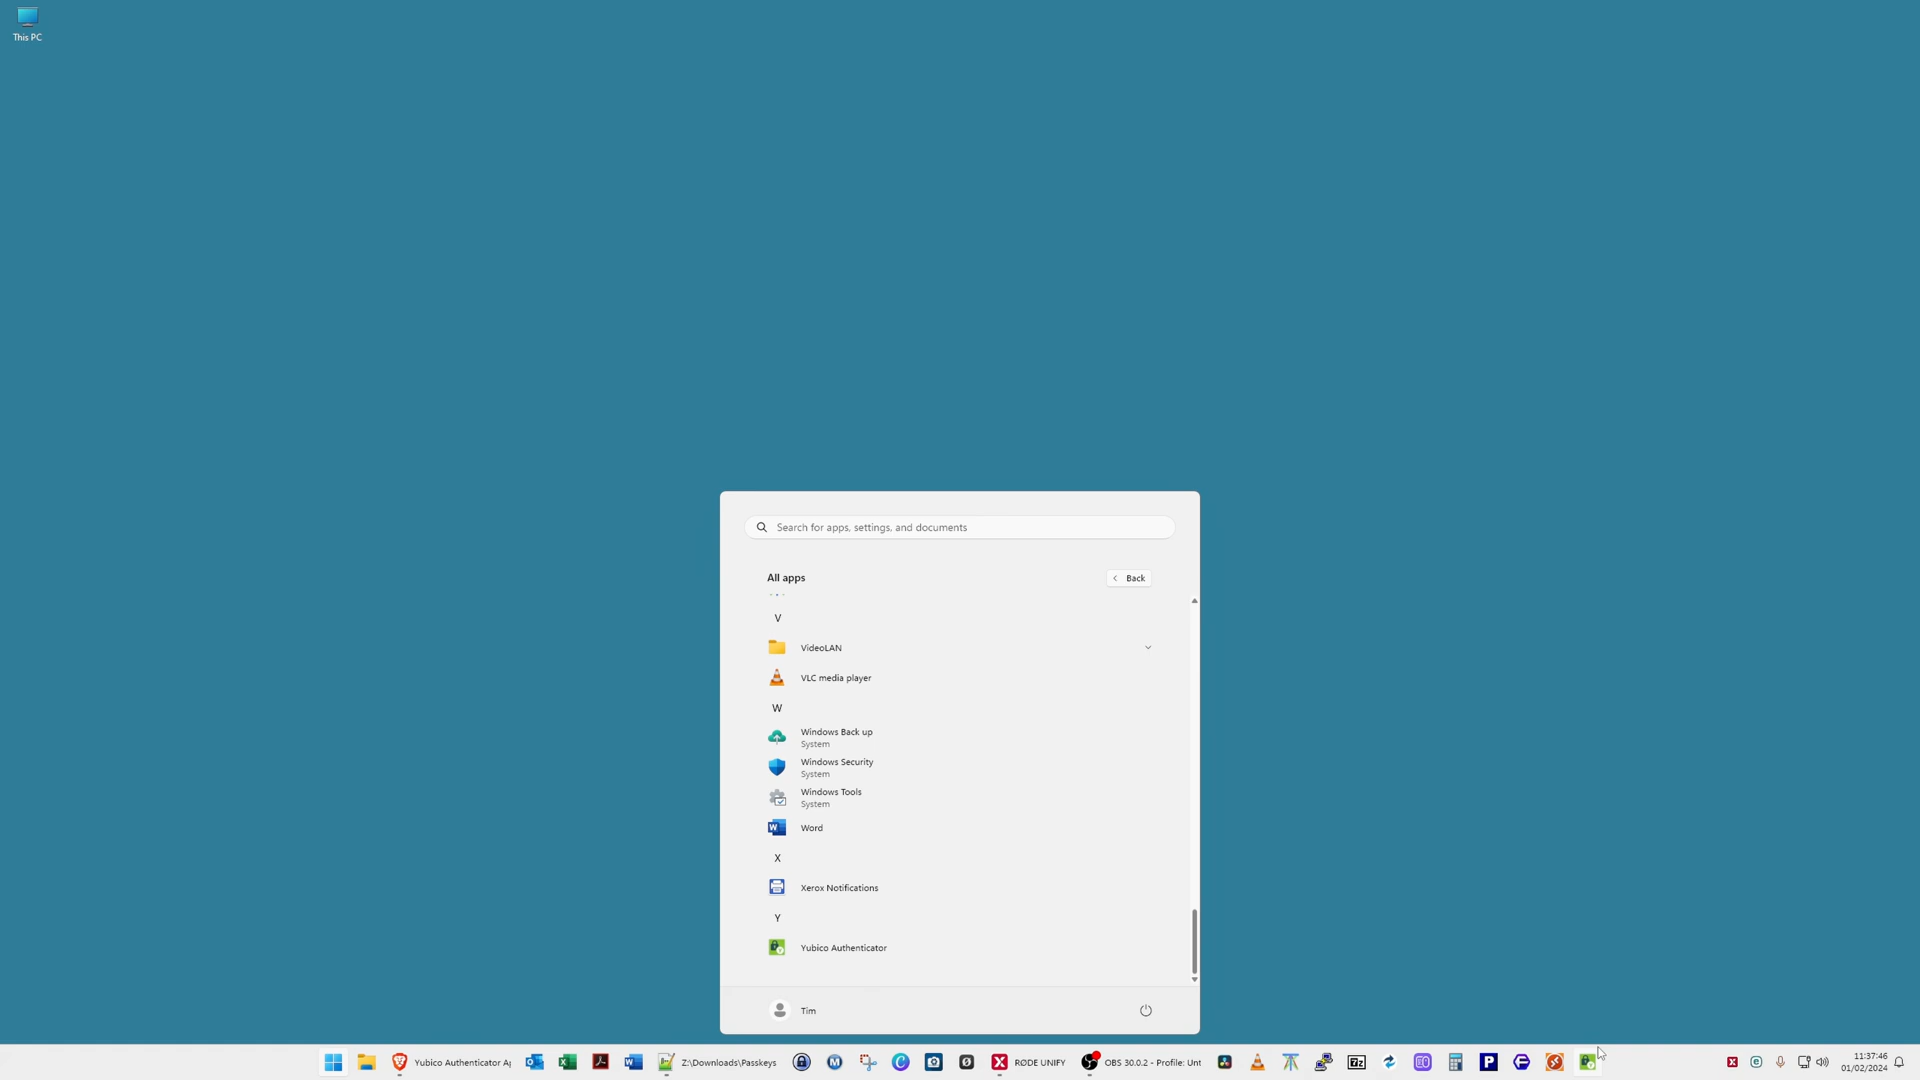 This PC
Search for apps, settings, and documents
All apps
Back
V
VideoLAN
VLC media player
W
Windows Back up
System
Windows Security
System
Windows Tools
System
Word
X
Xerox Notifications
Y
Yubico Authenticator
Tim
Yubico Authenticator Ap
Z:\Downloads\Passkeys
RØDE UNIFY
OBS 30.0.2 - Profile: Unt
7z
11:37:46
01/02/2024